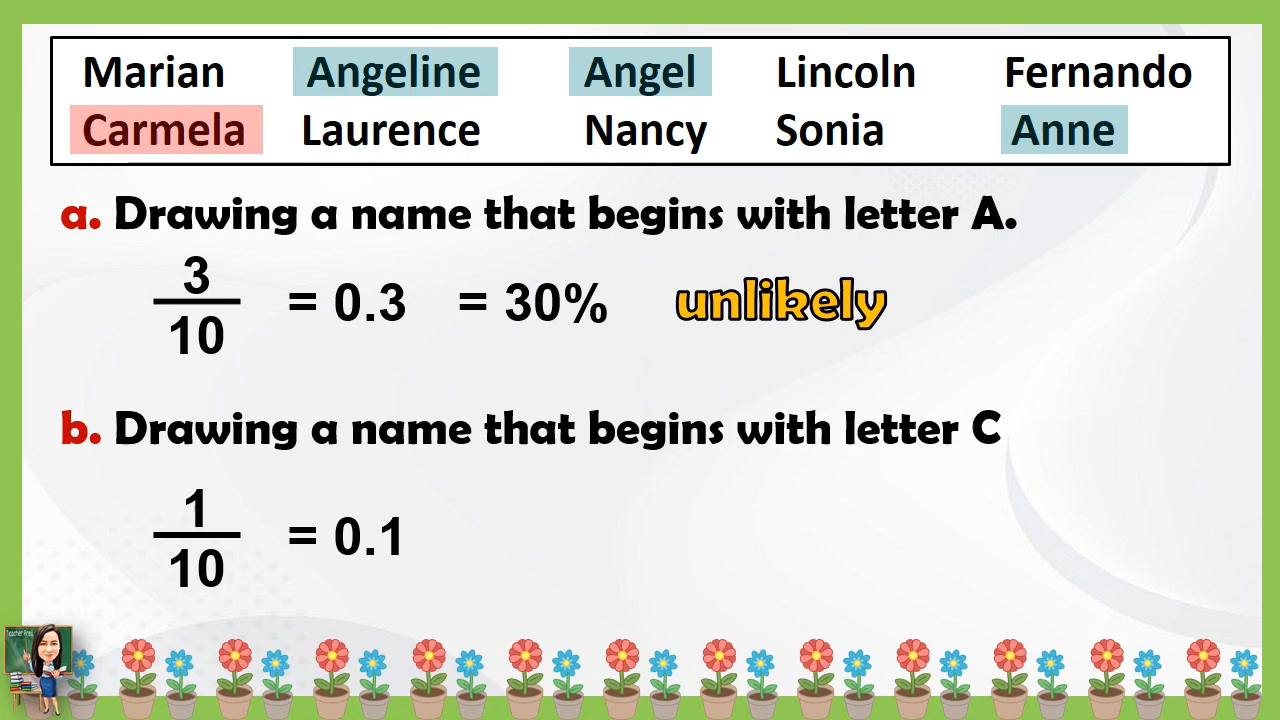 Marian Angeline Angel Lincoln Fernando
Carmela Laurence Nancy Sonia Anne
a. Drawing a name that begins with letter A.
3
10
= 0.3 = 30% unlikely
b. Drawing a name that begins with letter C
1
10
= 0.1
Teacher